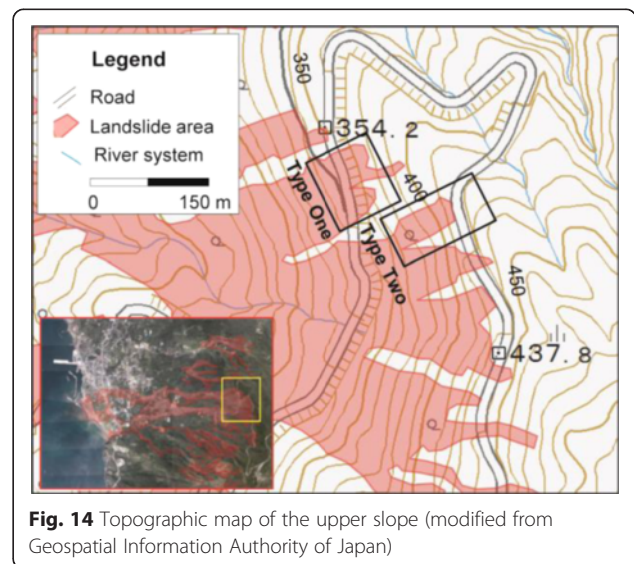 Legend
Road
Landslide area
River system
0 150 m
350
354. 2
Type One
400
Type Two
450
437. 8
Fig. 14 Topographic map of the upper slope (modified from
Geospatial Information Authority of Japan)